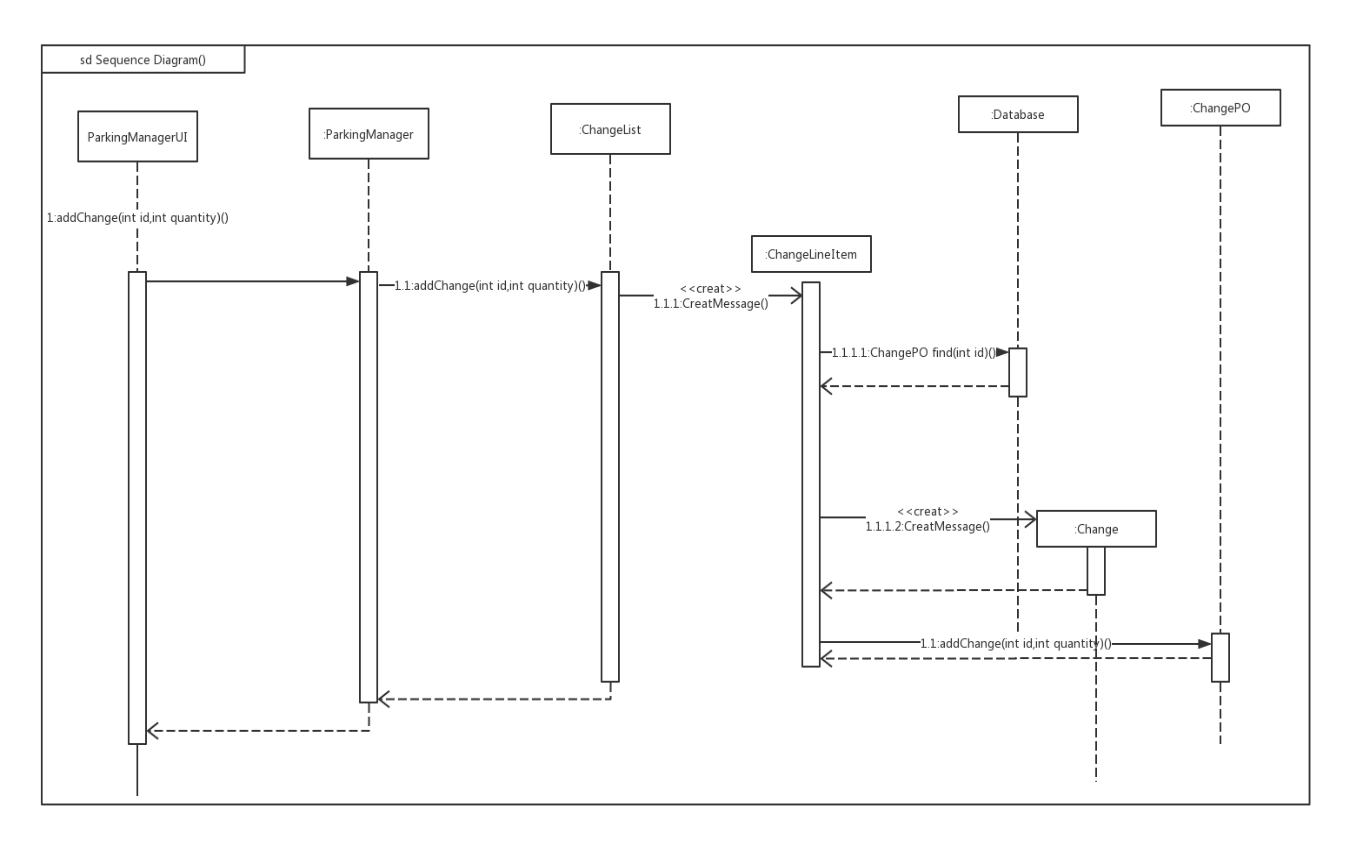 sd Sequence Diagram()
ParkingManagerUI
:ParkingManager
:ChangeList
:Database
:ChangePO
1:addChange(int id,int quantity)()
:ChangeLineItem
1.1:addChange(int id,int quantity)()
<<creat>>
1.1.1:CreatMessage()
1.1.1.1:ChangePO find(int id)()
<<creat>>
1.1.1.2:CreatMessage()
:Change
1.1:addChange(int id,int quantity)()